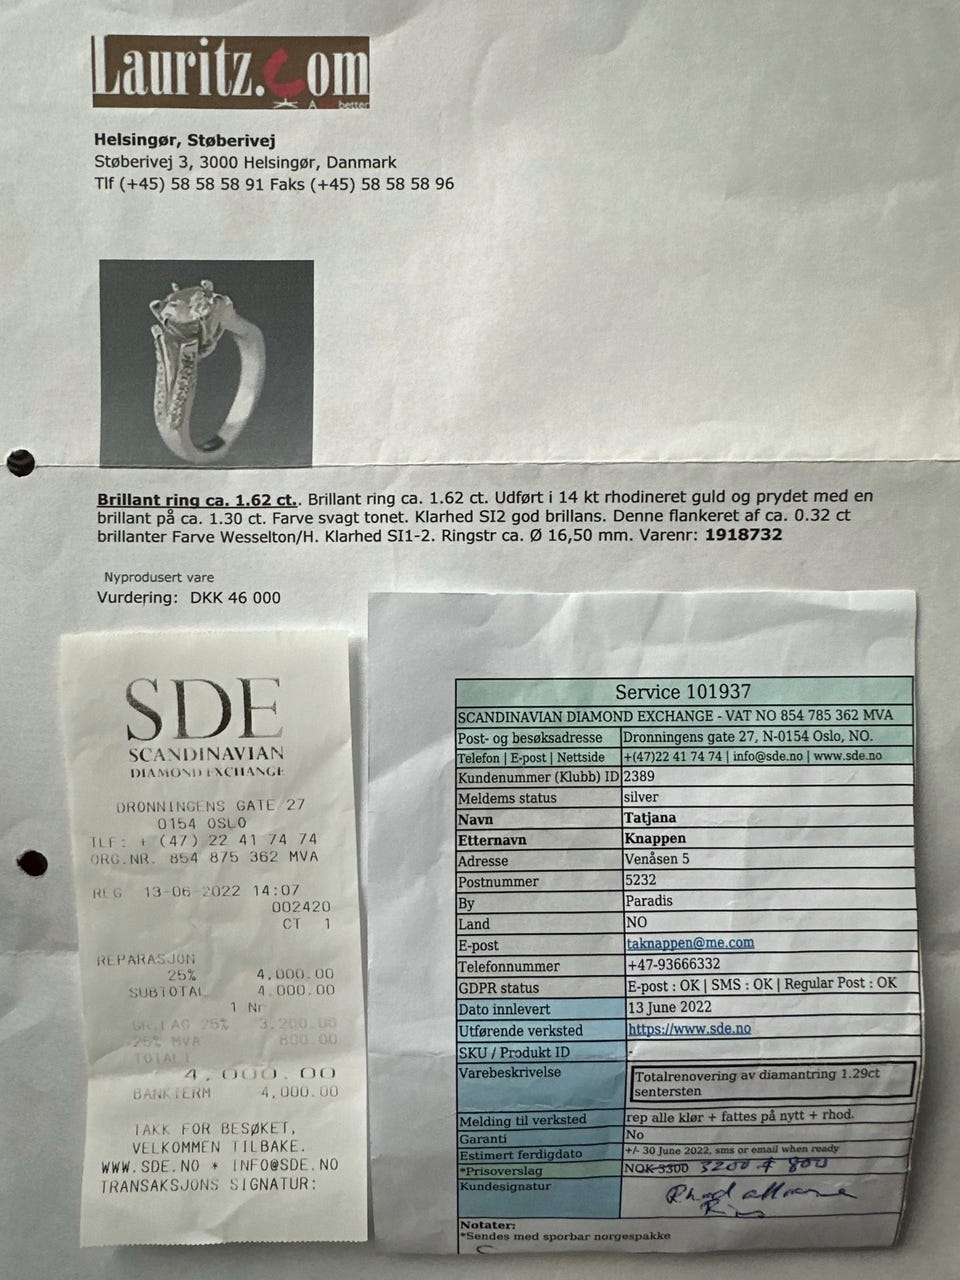 Lauritz.Com
A better
Helsingør, Støberivej
Støberivej 3, 3000 Helsingør, Danmark
Tlf (+45) 58 58 58 91 Faks (+45) 58 58 58 96
Brillant ring ca. 1.62 ct.. Brillant ring ca. 1.62 ct. Udført i 14 kt rhodineret guld og prydet med en
brillant på ca. 1.30 ct. Farve svagt tonet. Klarhed SI2 god brillans. Denne flankeret af ca. 0.32 ct
brillanter Farve Wesselton/H. Klarhed SI1-2. Ringstr ca. Ø 16,50 mm. Varenr: 1918732
Nyprodusert vare
Vurdering: DKK 46 000
SDE
SCANDINAVIAN
DIAMOND EXCHANGE
DRONNINGENS GATE 27
0154 OSLO
TLF: + (47) 22 41 74 74
ORG.NR. 854 875 362 MVA
REG 13-06-2022 14:07
002420
CT 1
REPARASJON
25% 4,000.00
SUBTOTAL 4,000.00
1 Nr
GR.LAG 25% 3,200.00
25% MVA 800.00
TOTALT
4,000.00
BANKTERM 4,000.00
TAKK FOR BESØKET,
VELKOMMEN TILBAKE.
WWW.SDE.NO * INFO@SDE.NO
TRANSAKSJONS SIGNATUR:
Service 101937
SCANDINAVIAN DIAMOND EXCHANGE - VAT NO 854 785 362 MVA
Post- og besøksadresse Dronningens gate 27, N-0154 Oslo, NO.
Telefon | E-post | Nettside +(47)22 41 74 74 | info@sde.no | www.sde.no
Kundenummer (Klubb) ID 2389
Meldems status silver
Navn Tatjana
Etternavn Knappen
Adresse Venåsen 5
Postnummer 5232
By Paradis
Land NO
E-post taknappen@me.com
Telefonnummer +47-93666332
GDPR status E-post : OK | SMS : OK | Regular Post : OK
Dato innlevert 13 June 2022
Utførende verksted https://www.sde.no
SKU / Produkt ID -
Varebeskrivelse Totalrenovering av diamantring 1.29ct
sentersten
Melding til verksted rep alle klør + fattes på nytt + rhod.
Garanti No
Estimert ferdigdato +/- 30 June 2022, sms or email when ready
*Prisoverslag NOK 3300 3200 + 800
Kundesignatur
Notater:
*Sendes med sporbar norgespakke